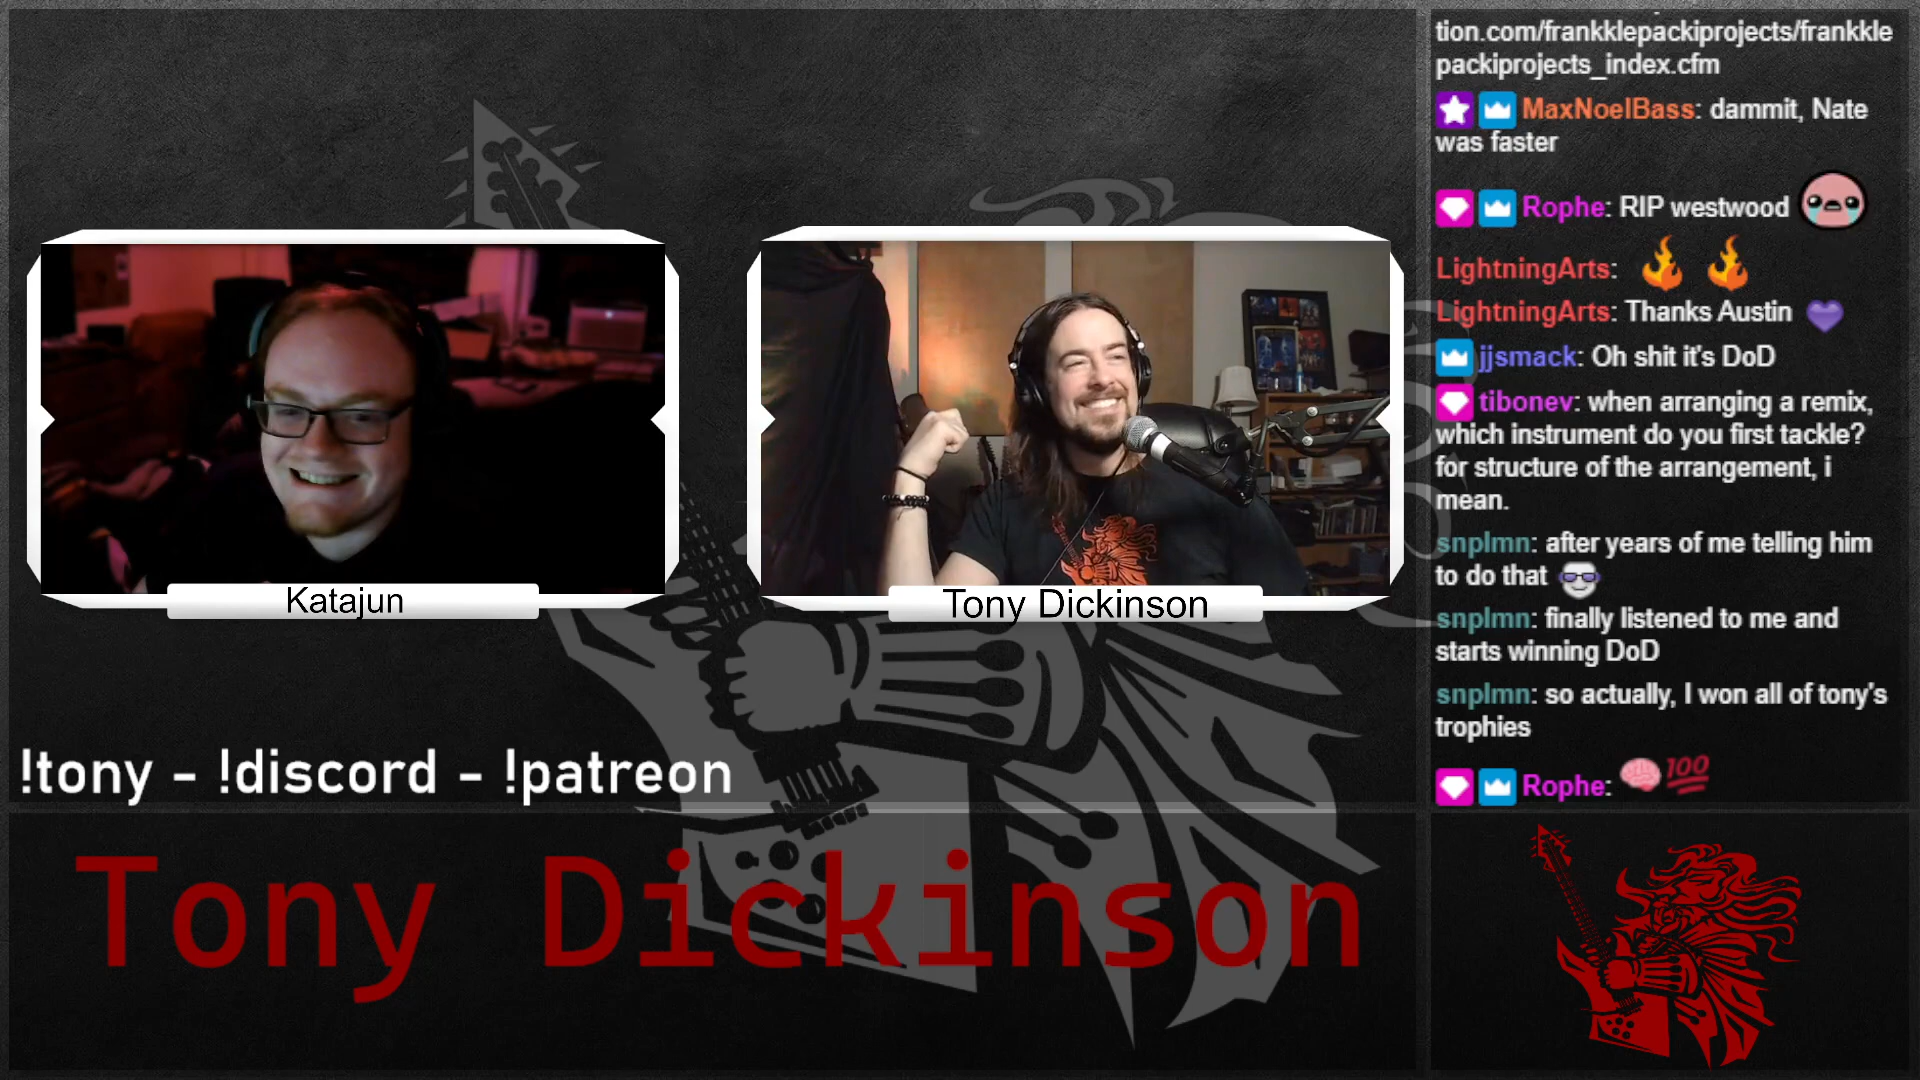 Katajun
Tony Dickinson
!tony - !discord - !patreon
Tony Dickinson
tion.com/frankklepackiprojects/frankkle
packiprojects_index.cfm
MaxNoelBass: dammit, Nate
was faster
Rophe: RIP westwood
LightningArts:
LightningArts: Thanks Austin
jjsmack: Oh shit it's DoD
tibonev: when arranging a remix,
which instrument do you first tackle?
for structure of the arrangement, i
mean.
snplmn: after years of me telling him
to do that
snplmn: finally listened to me and
starts winning DoD
snplmn: so actually, I won all of tony's
trophies
Rophe: 100